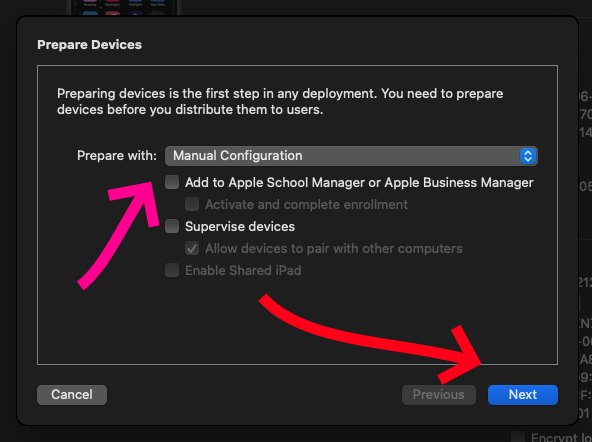 Prepare Devices
Preparing devices is the first step in any deployment. You need to prepare
devices before you distribute them to users.
Prepare with: Manual Configuration
Add to Apple School Manager or Apple Business Manager
Activate and complete enrollment
Supervise devices
Allow devices to pair with other computers
Enable Shared iPad
Cancel Previous Next